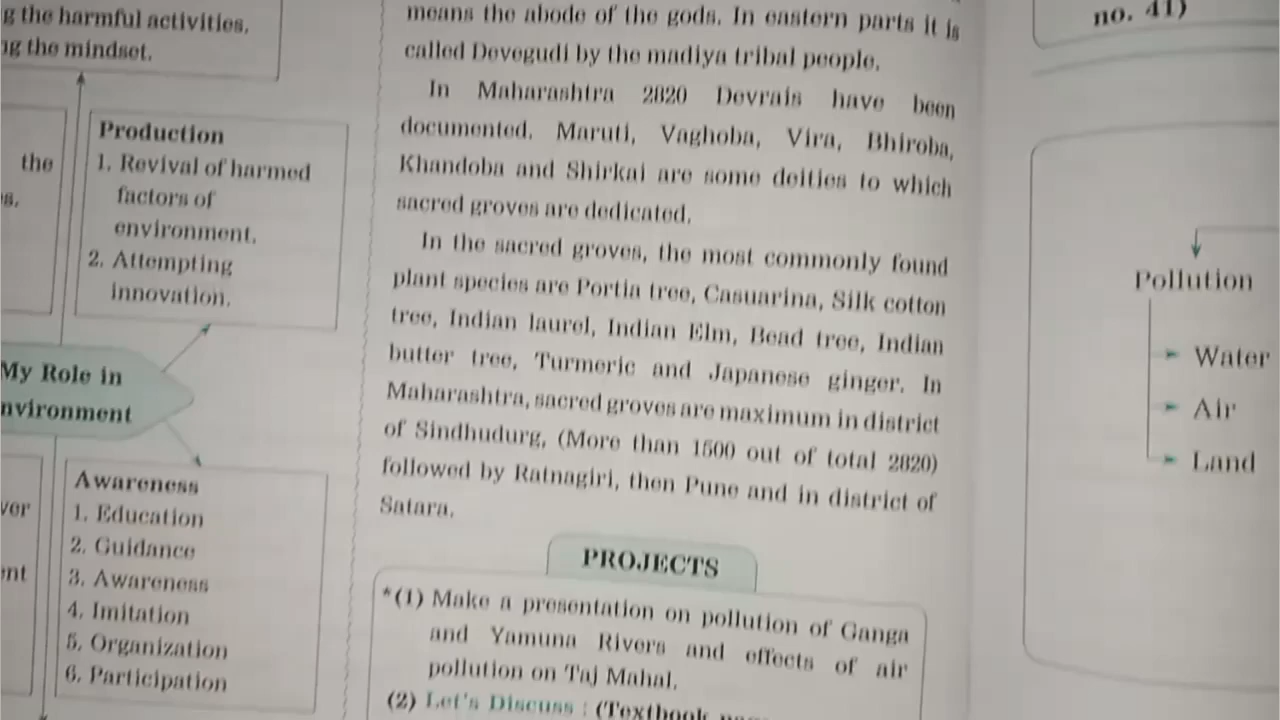 g the harmful activities.
ng the mindset.
the
Production
1. Revival of harmed
factors of
environment.
2. Attempting
innovation.
My Role in
nvironment
Awareness
1. Education
2. Guidance
3. Awareness
4. Imitation
5. Organization
6. Participation
ver
ent
means the abode of the gods. In eastern parts it is
called Devegudi by the madiya tribal people.
In Maharashtra 2820 Devrais have been
documented. Maruti, Vaghoba, Vira, Bhiroba,
Khandoba and Shirkai are some deities to which
sacred groves are dedicated.
In the sacred groves, the most commonly found
plant species are Portia tree, Casuarina, Silk cotton
tree, Indian laurel, Indian Elm, Bead tree, Indian
butter tree, Turmeric and Japanese ginger. In
Maharashtra, sacred groves are maximum in district
of Sindhudurg, (More than 1500 out of total 2820)
followed by Ratnagiri, then Pune and in district of
Satara.
PROJECTS
*(1) Make a presentation on pollution of Ganga
and Yamuna Rivers and effects of air
pollution on Taj Mahal.
(2) Let's Discuss : (Textbook
no. 41)
Pollution
Water
Air
Land